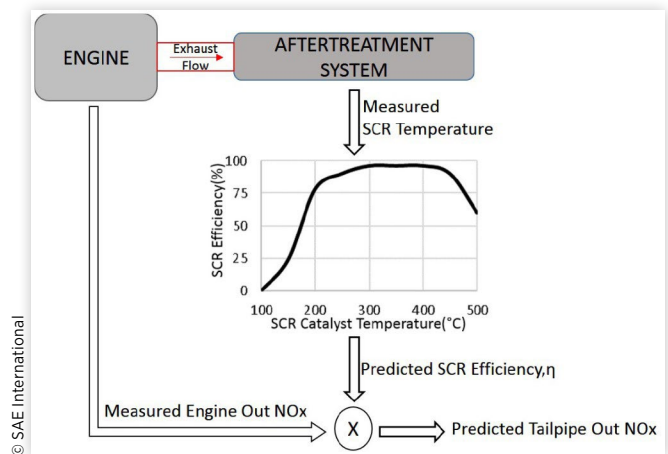 ENGINE
Exhaust
Flow
AFTERTREATMENT
SYSTEM
Measured
SCR Temperature
100
75
50
25
0
SCR Efficiency(%)
100 200 300 400 500
SCR Catalyst Temperature(°C)
Predicted SCR Efficiency,η
Measured Engine Out NOx
X
Predicted Tailpipe Out NOx
© SAE International